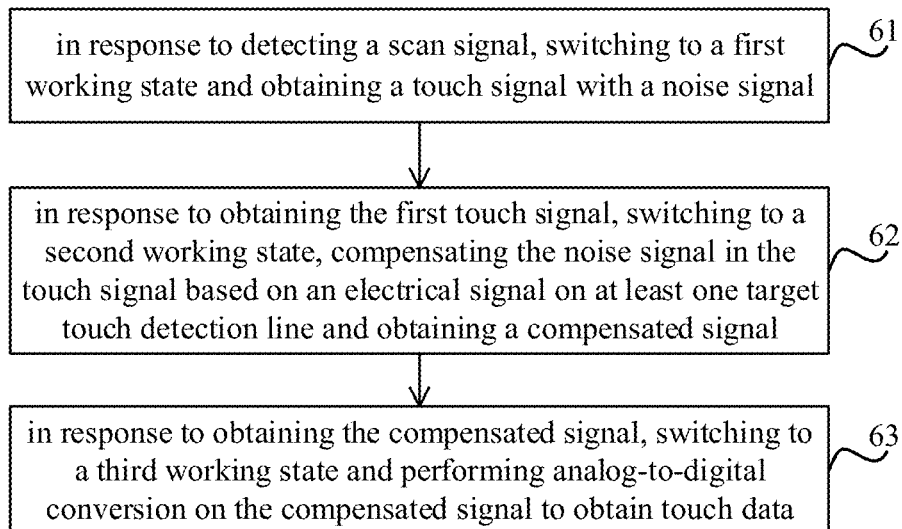 in response to detecting a scan signal, switching to a first
working state and obtaining a touch signal with a noise signal
61
in response to obtaining the first touch signal, switching to a
second working state, compensating the noise signal in the
touch signal based on an electrical signal on at least one target
touch detection line and obtaining a compensated signal
62
in response to obtaining the compensated signal, switching to
a third working state and performing analog-to-digital
conversion on the compensated signal to obtain touch data
63